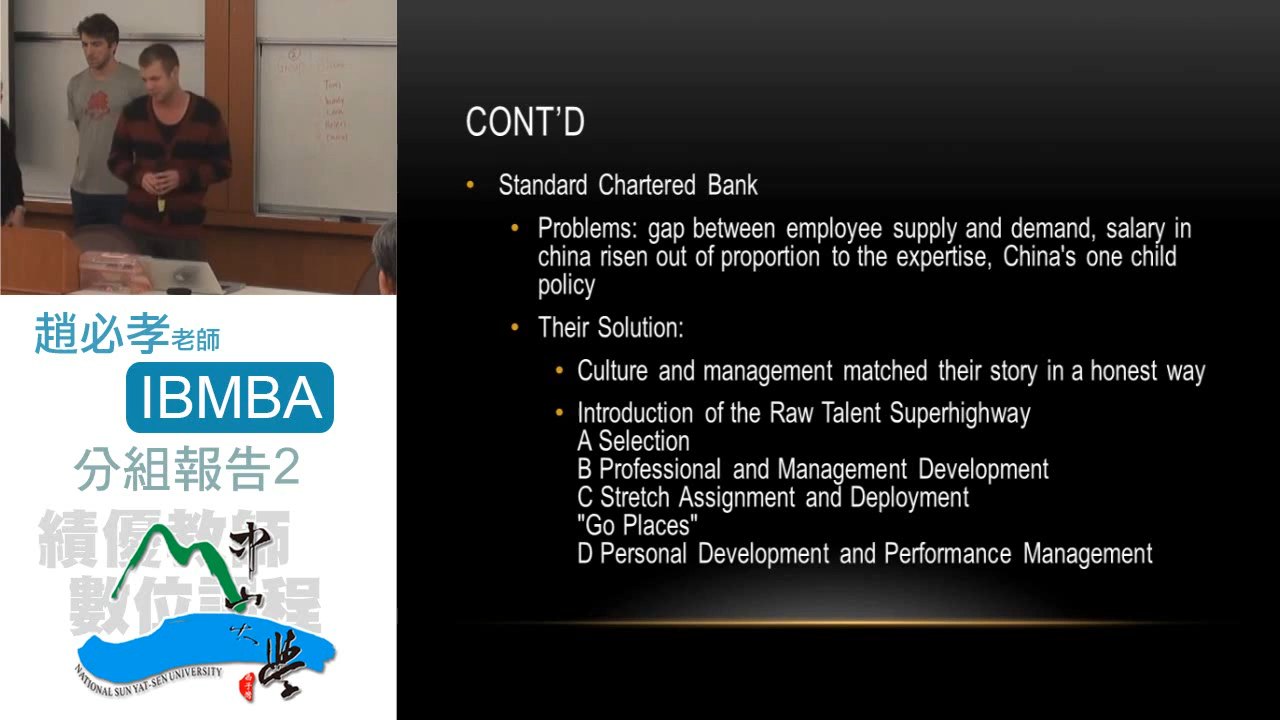 CONT'D
• Standard Chartered Bank
• Problems: gap between employee supply and demand, salary in
china risen out of proportion to the expertise, China's one child
policy
• Their Solution:
• Culture and management matched their story in a honest way
• Introduction of the Raw Talent Superhighway
A Selection
B Professional and Management Development
C Stretch Assignment and Deployment
"Go Places"
D Personal Development and Performance Management
趙必孝老師
IBMBA
分組報告2
績優教師
數位課程
中山大學
NATIONAL SUN YAT-SEN UNIVERSITY